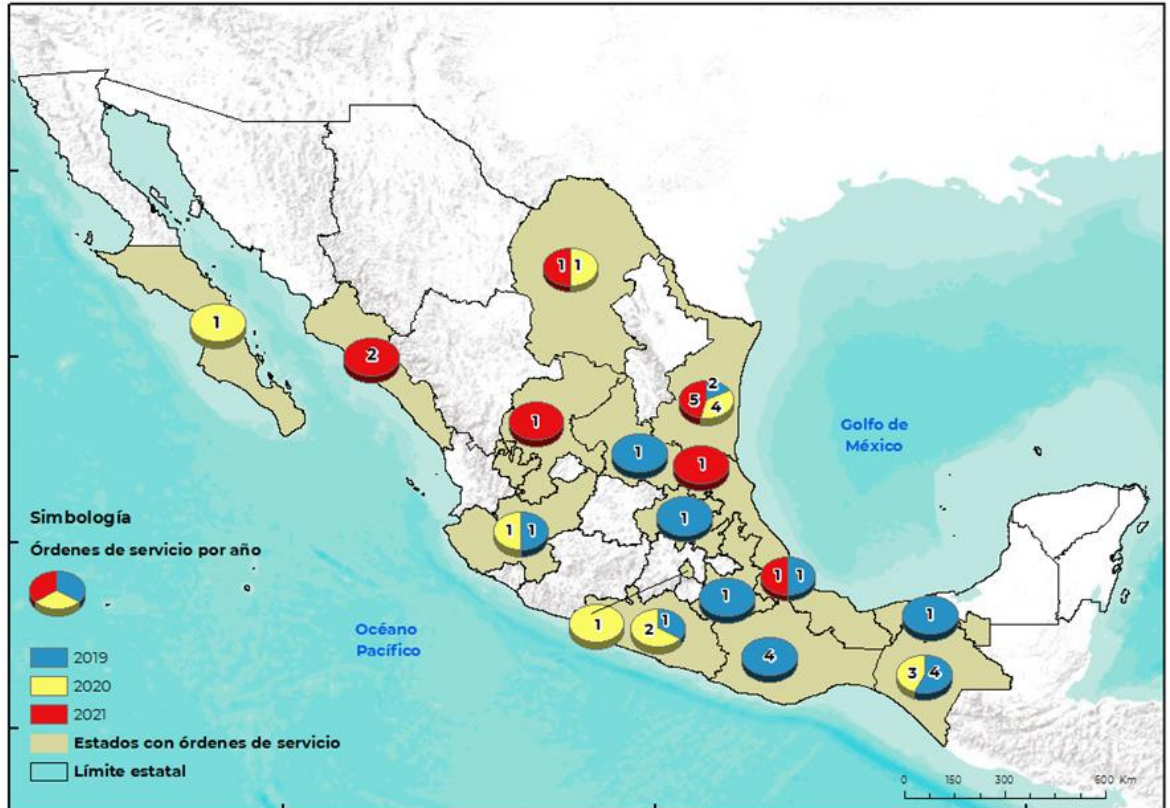 1 1
1
2
2
5 4
1
Golfo de
México
1
1
Simbología
Órdenes de servicio por año
1 1
1
1 1
1
1
Océano
Pacífico
1
2 1
4
3 4
2019
2020
2021
Estados con órdenes de servicio
Límite estatal
0 150 300 600 Km